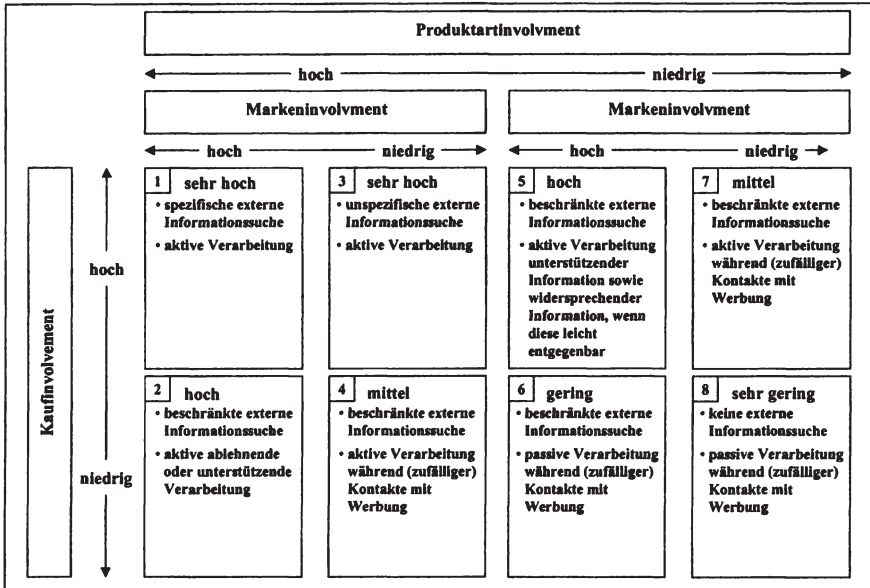 Produktartinvolvment
hoch
niedrig
Markeninvolvment
Markeninvolvment
hoch
niedrig
hoch
niedrig
Kaufinvolvement
hoch
niedrig
1 sehr hoch
• spezifische externe
Informationssuche
• aktive Verarbeitung
3 sehr hoch
• unspezifische externe
Informationssuche
• aktive Verarbeitung
5 hoch
• beschränkte externe
Informationssuche
• aktive Verarbeitung
unterstützender
Information sowie
widersprechender
Information, wenn
diese leicht
entgegenbar
7 mittel
• beschränkte externe
Informationssuche
• aktive Verarbeitung
während (zufälliger)
Kontakte mit
Werbung
2 hoch
• beschränkte externe
Informationssuche
• aktive ablehnende
oder unterstützende
Verarbeitung
4 mittel
• beschränkte externe
Informationssuche
• aktive Verarbeitung
während (zufälliger)
Kontakte mit
Werbung
6 gering
• beschränkte externe
Informationssuche
• passive Verarbeitung
während (zufälliger)
Kontakte mit
Werbung
8 sehr gering
• keine externe
Informationssuche
• passive Verarbeitung
während (zufälliger)
Kontakte mit
Werbung